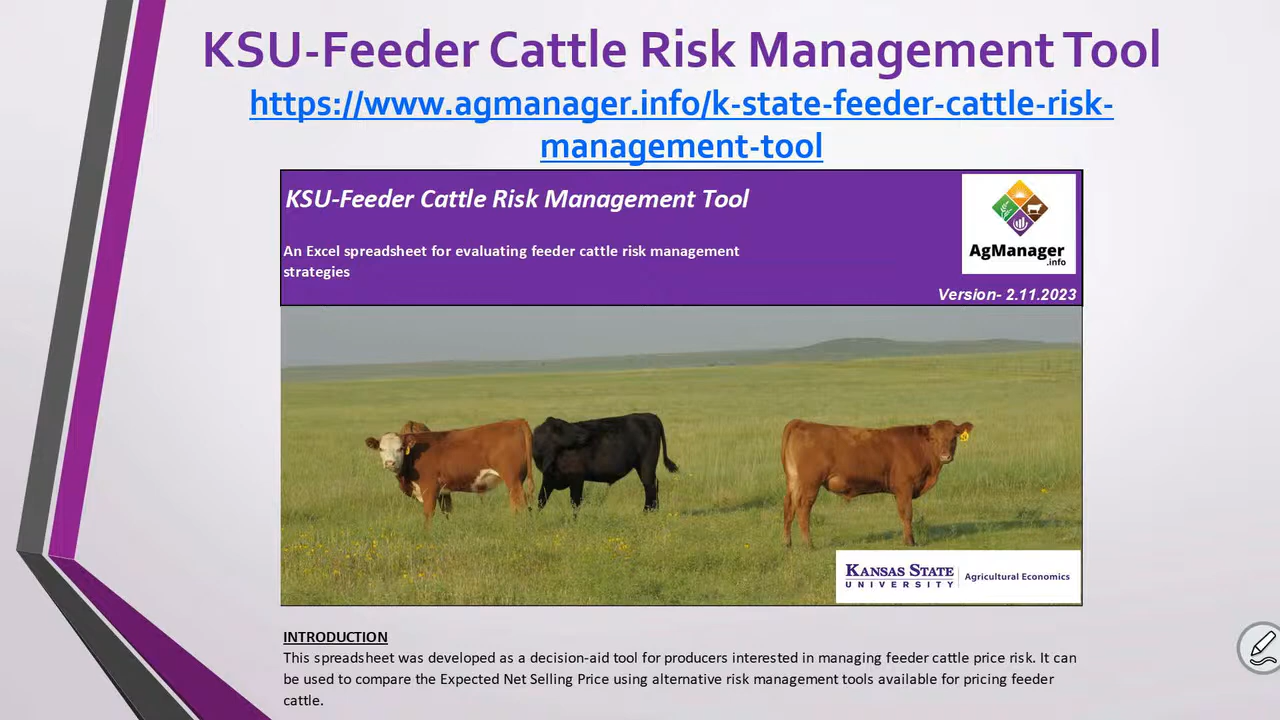 KSU-Feeder Cattle Risk Management Tool
https://www.agmanager.info/k-state-feeder-cattle-risk-
management-tool
KSU-Feeder Cattle Risk Management Tool
An Excel spreadsheet for evaluating feeder cattle risk management
strategies
AgManager
.info
Version- 2.11.2023
KANSAS STATE
UNIVERSITY
Agricultural Economics
INTRODUCTION
This spreadsheet was developed as a decision-aid tool for producers interested in managing feeder cattle price risk. It can
be used to compare the Expected Net Selling Price using alternative risk management tools available for pricing feeder
cattle.